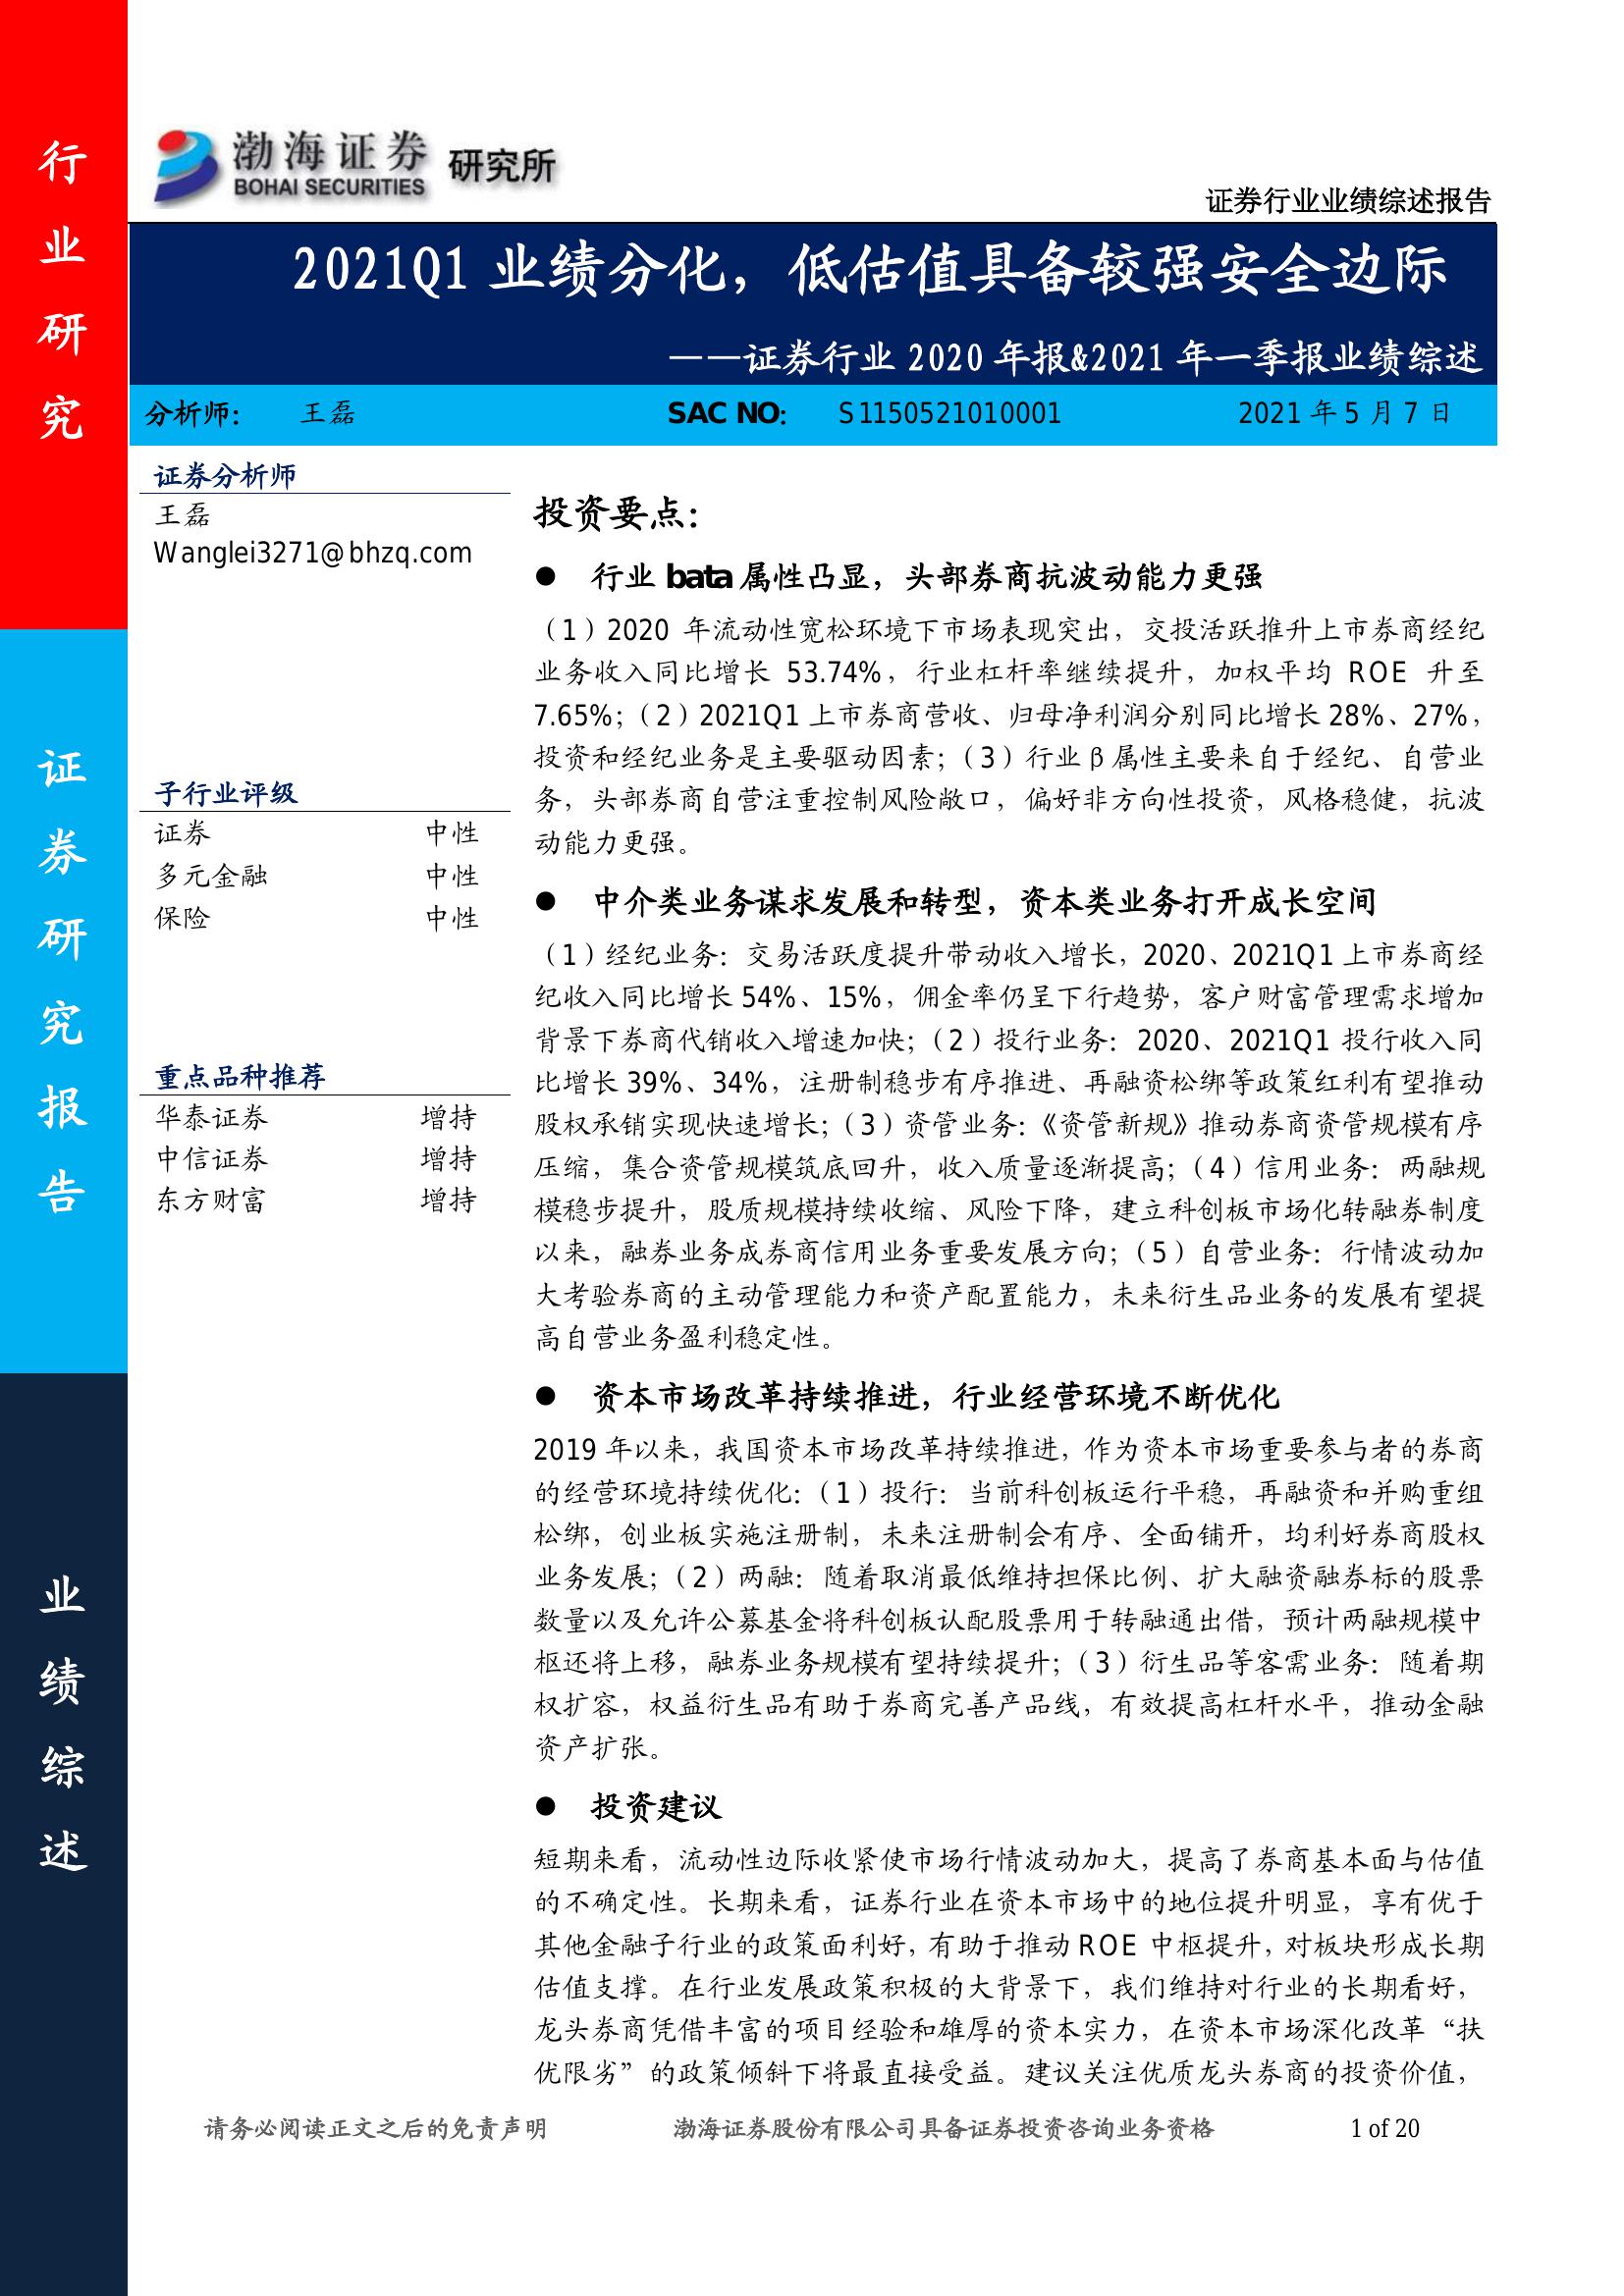 行
业
研
究
证
券
研
究
报
告
业
绩
综
述
渤海证券 研究所
BOHAI SECURITIES
证券行业业绩综述报告
2021Q1 业绩分化，低估值具备较强安全边际
——证券行业 2020 年报&2021 年一季报业绩综述
分析师： 王磊 SAC NO： S1150521010001 2021 年 5 月 7 日
证券分析师
王磊
Wanglei3271@bhzq.com
子行业评级
证券 中性
多元金融 中性
保险 中性
重点品种推荐
华泰证券 增持
中信证券 增持
东方财富 增持
投资要点：
● 行业 bata 属性凸显，头部券商抗波动能力更强
（1）2020 年流动性宽松环境下市场表现突出，交投活跃推升上市券商经纪
业务收入同比增长 53.74%，行业杠杆率继续提升，加权平均 ROE 升至
7.65%；（2）2021Q1 上市券商营收、归母净利润分别同比增长 28%、27%，
投资和经纪业务是主要驱动因素；（3）行业 β 属性主要来自于经纪、自营业
务，头部券商自营注重控制风险敞口，偏好非方向性投资，风格稳健，抗波
动能力更强。
● 中介类业务谋求发展和转型，资本类业务打开成长空间
（1）经纪业务：交易活跃度提升带动收入增长，2020、2021Q1 上市券商经
纪收入同比增长 54%、15%，佣金率仍呈下行趋势，客户财富管理需求增加
背景下券商代销收入增速加快；（2）投行业务：2020、2021Q1 投行收入同
比增长 39%、34%，注册制稳步有序推进、再融资松绑等政策红利有望推动
股权承销实现快速增长；（3）资管业务：《资管新规》推动券商资管规模有序
压缩，集合资管规模筑底回升，收入质量逐渐提高；（4）信用业务：两融规
模稳步提升，股质规模持续收缩、风险下降，建立科创板市场化转融券制度
以来，融券业务成券商信用业务重要发展方向；（5）自营业务：行情波动加
大考验券商的主动管理能力和资产配置能力，未来衍生品业务的发展有望提
高自营业务盈利稳定性。
● 资本市场改革持续推进，行业经营环境不断优化
2019 年以来，我国资本市场改革持续推进，作为资本市场重要参与者的券商
的经营环境持续优化：（1）投行：当前科创板运行平稳，再融资和并购重组
松绑，创业板实施注册制，未来注册制会有序、全面铺开，均利好券商股权
业务发展；（2）两融：随着取消最低维持担保比例、扩大融资融券标的股票
数量以及允许公募基金将科创板认配股票用于转融通出借，预计两融规模中
枢还将上移，融券业务规模有望持续提升；（3）衍生品等客需业务：随着期
权扩容，权益衍生品有助于券商完善产品线，有效提高杠杆水平，推动金融
资产扩张。
● 投资建议
短期来看，流动性边际收紧使市场行情波动加大，提高了券商基本面与估值
的不确定性。长期来看，证券行业在资本市场中的地位提升明显，享有优于
其他金融子行业的政策面利好，有助于推动 ROE 中枢提升，对板块形成长期
估值支撑。在行业发展政策积极的大背景下，我们维持对行业的长期看好，
龙头券商凭借丰富的项目经验和雄厚的资本实力，在资本市场深化改革“扶
优限劣”的政策倾斜下将最直接受益。建议关注优质龙头券商的投资价值，
请务必阅读正文之后的免责声明 渤海证券股份有限公司具备证券投资咨询业务资格 1 of 20